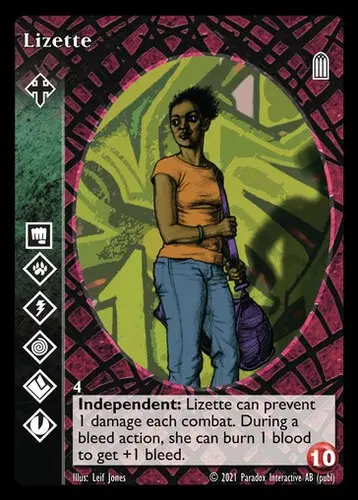 Lizette
4
Independent: Lizette can prevent
1 damage each combat. During a
bleed action, she can burn 1 blood
to get +1 bleed.
10
Illus: Leif Jones © 2021 Paradox Interactive AB (publ)